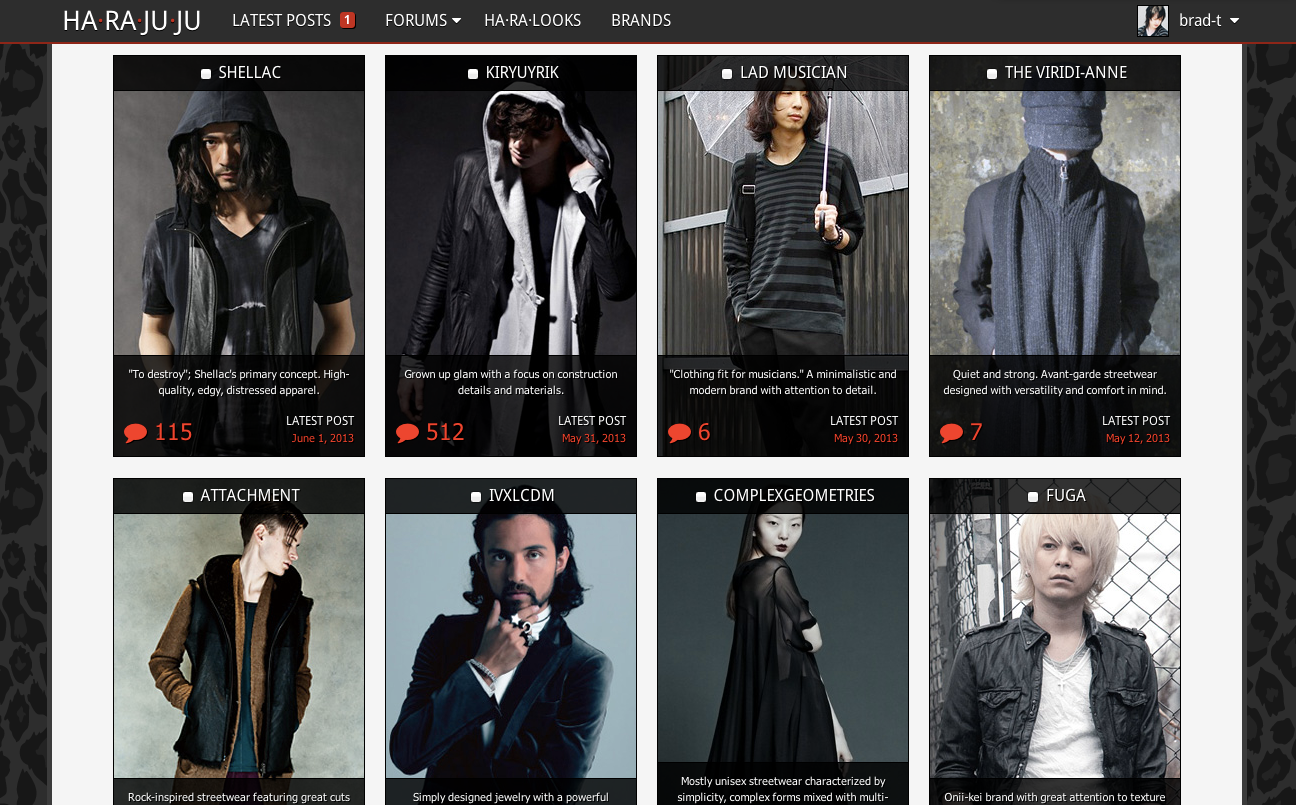 HA·RA·JU·JU LATEST POSTS 1 FORUMS HA·RA·LOOKS BRANDS brad-t
SHELLAC
"To destroy"; Shellac's primary concept. High-
quality, edgy, distressed apparel.
115
LATEST POST
June 1, 2013
KIRYUYRIK
Grown up glam with a focus on construction
details and materials.
512
LATEST POST
May 31, 2013
LAD MUSICIAN
"Clothing fit for musicians." A minimalistic and
modern brand with attention to detail.
6
LATEST POST
May 30, 2013
THE VIRIDI-ANNE
Quiet and strong. Avant-garde streetwear
designed with versatility and comfort in mind.
7
LATEST POST
May 12, 2013
ATTACHMENT
Rock-inspired streetwear featuring great cuts
IVXLCDM
Simply designed jewelry with a powerful
COMPLEXGEOMETRIES
Mostly unisex streetwear characterized by
simplicity, complex forms mixed with multi-
FUGA
Onii-kei brand with great attention to texture